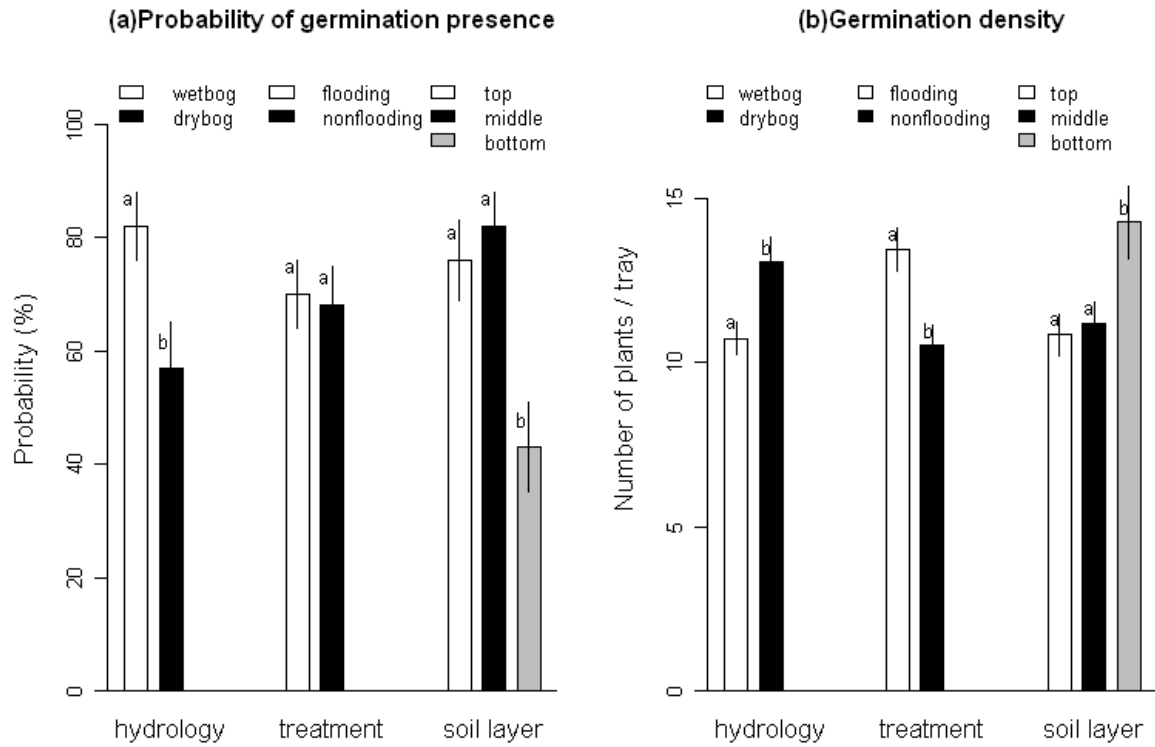 (a)Probability of germination presence
wetbog flooding top
drybog nonflooding middle
bottom
100
80
60
40
20
0
Probability (%)
a
b
a
a
a
a
b
hydrology treatment soil layer
(b)Germination density
wetbog flooding top
drybog nonflooding middle
bottom
15
10
5
0
Number of plants / tray
a
b
a
b
a
a
b
hydrology treatment soil layer